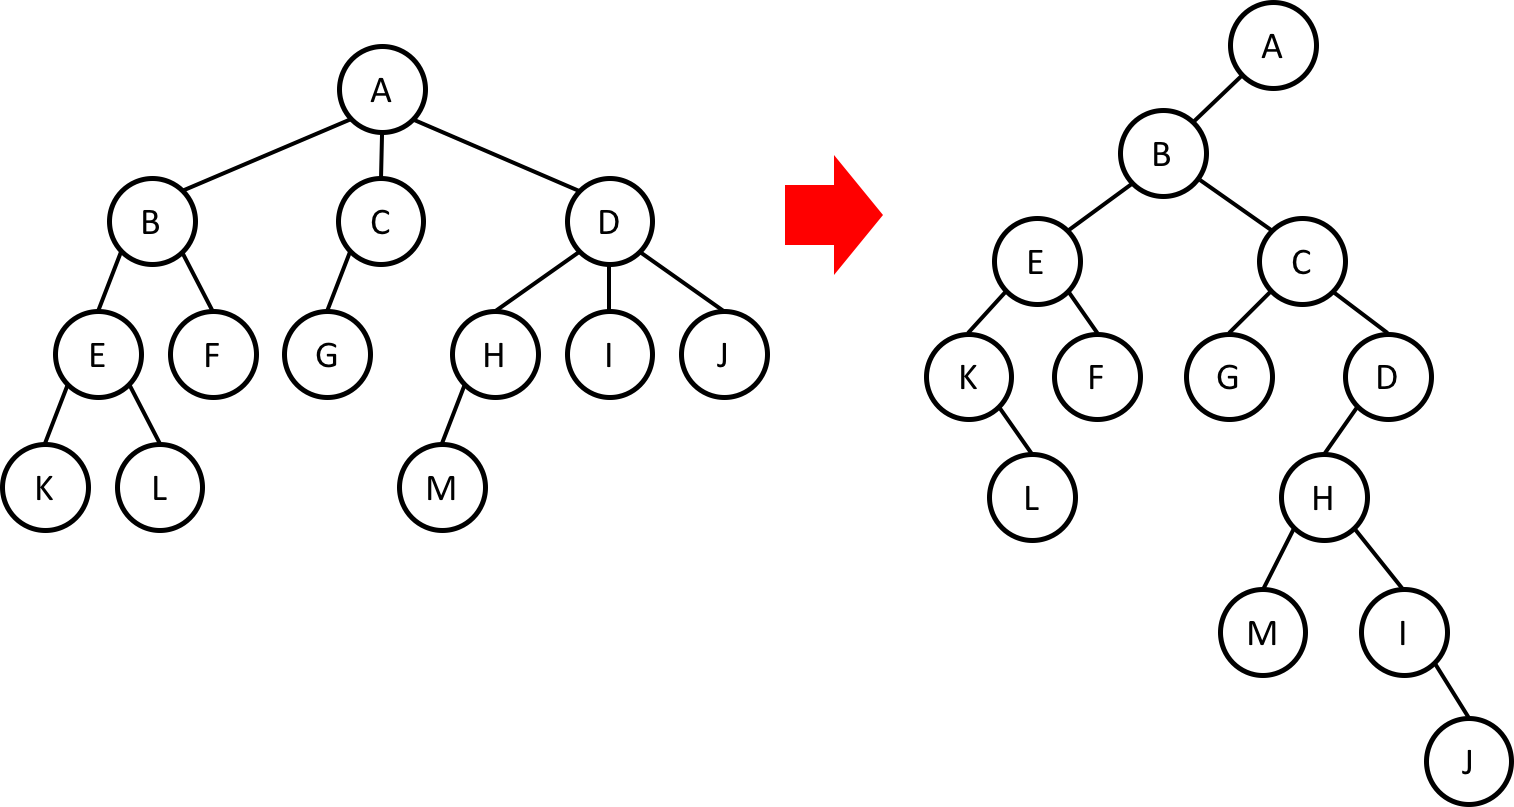 A
B C D
E F G H I J
K L M
A
B
E C
K F G D
L H
M I
J